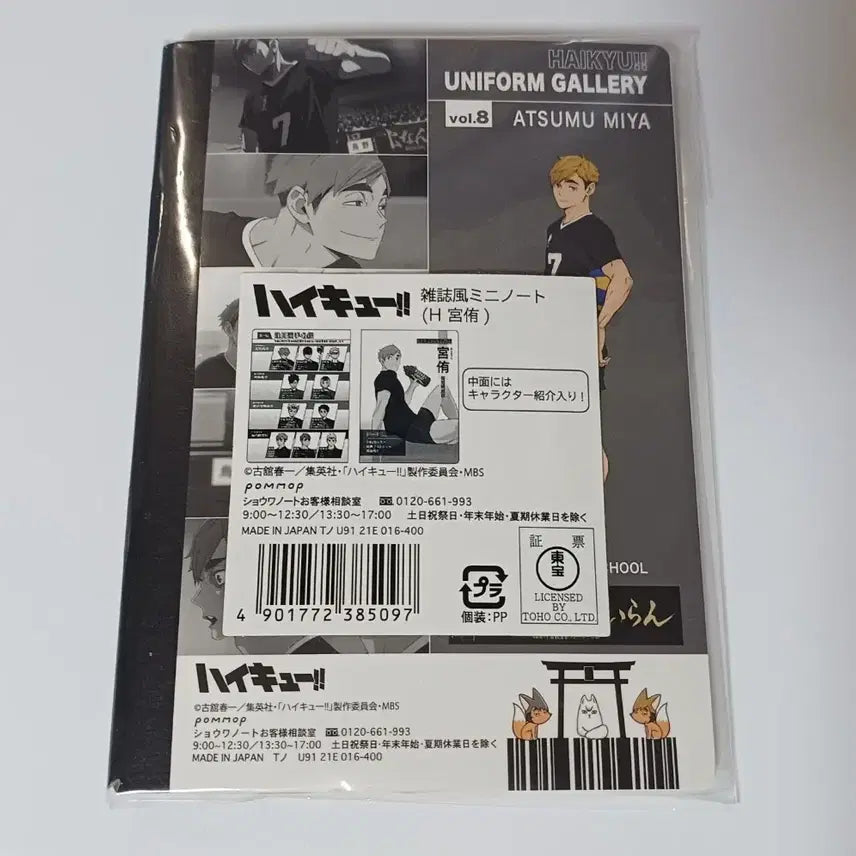 HAIKYU!!
UNIFORM GALLERY
vol.8 ATSUMU MIYA
7
7
ハイキュー!! 雑誌風ミニノート
(H 宮侑)
宮侑
中面には
キャラクター紹介入り!
©古舘春一/集英社・「ハイキュー!!」製作委員会・MBS
pommop
ショウワノートお客様相談室 0120-661-993
9:00~12:30/13:30~17:00 土日祝祭日・年末年始・夏期休業日を除く
MADE IN JAPAN TJ U91 21E 016-400
4 901772 385097
プラ
個装:PP
証票
東宝
LICENSED
BY
TOHO CO., LTD.
CHOOL
いらん
ハイキュー!!
©古舘春一/集英社・「ハイキュー!!」製作委員会・MBS
pommop
ショウワノートお客様相談室 0120-661-993
9:00~12:30/13:30~17:00 土日祝祭日・年末年始・夏期休業日を除く
MADE IN JAPAN TJ U91 21E 016-400